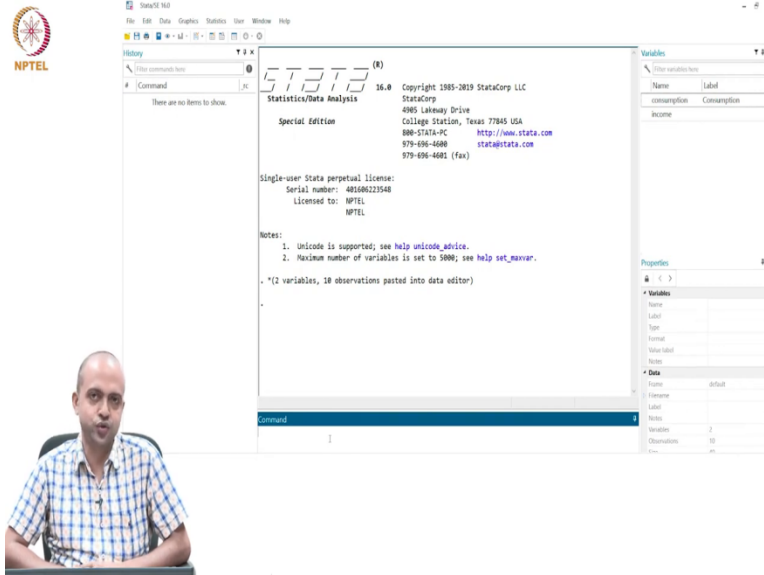 NPTEL
Stata/SE 16.0
File Edit Data Graphics Statistics User Window Help
History
Filter commands here
# Command _rc
There are no items to show.
(R)
16.0 Copyright 1985-2019 StataCorp LLC
Statistics/Data Analysis StataCorp
4905 Lakeway Drive
Special Edition College Station, Texas 77845 USA
800-STATA-PC http://www.stata.com
979-696-4600 stata@stata.com
979-696-4601 (fax)
Single-user Stata perpetual license:
Serial number: 401606223548
Licensed to: NPTEL
NPTEL
Notes:
1. Unicode is supported; see help unicode_advice.
2. Maximum number of variables is set to 5000; see help set_maxvar.
. *(2 variables, 10 observations pasted into data editor)
.
Command
Variables
Filter variables here
Name Label
consumption Consumption
income
Properties
Variables
Name
Label
Type
Format
Value label
Notes
Data
Frame default
Filename
Label
Notes
Variables 2
Observations 10